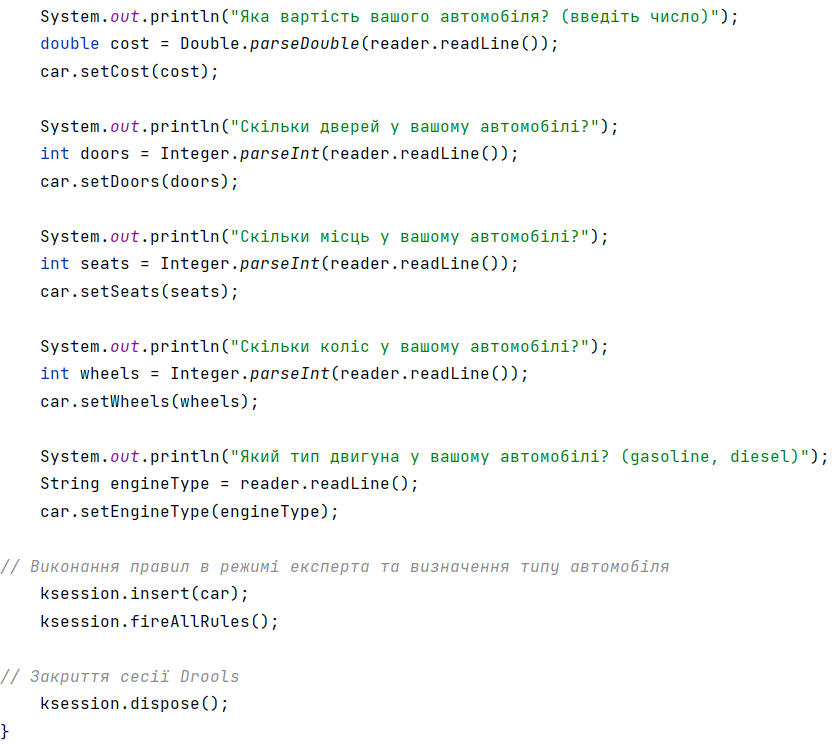 System.out.println("Яка вартість вашого автомобіля? (введіть число)");
double cost = Double.parseDouble(reader.readLine());
car.setCost(cost);
System.out.println("Скільки дверей у вашому автомобілі?");
int doors = Integer.parseInt(reader.readLine());
car.setDoors(doors);
System.out.println("Скільки місць у вашому автомобілі?");
int seats = Integer.parseInt(reader.readLine());
car.setSeats(seats);
System.out.println("Скільки коліс у вашому автомобілі?");
int wheels = Integer.parseInt(reader.readLine());
car.setWheels(wheels);
System.out.println("Який тип двигуна у вашому автомобілі? (gasoline, diesel)");
String engineType = reader.readLine();
car.setEngineType(engineType);
// Виконання правил в режимі експерта та визначення типу автомобіля
ksession.insert(car);
ksession.fireAllRules();
// Закриття сесії Drools
ksession.dispose();
}